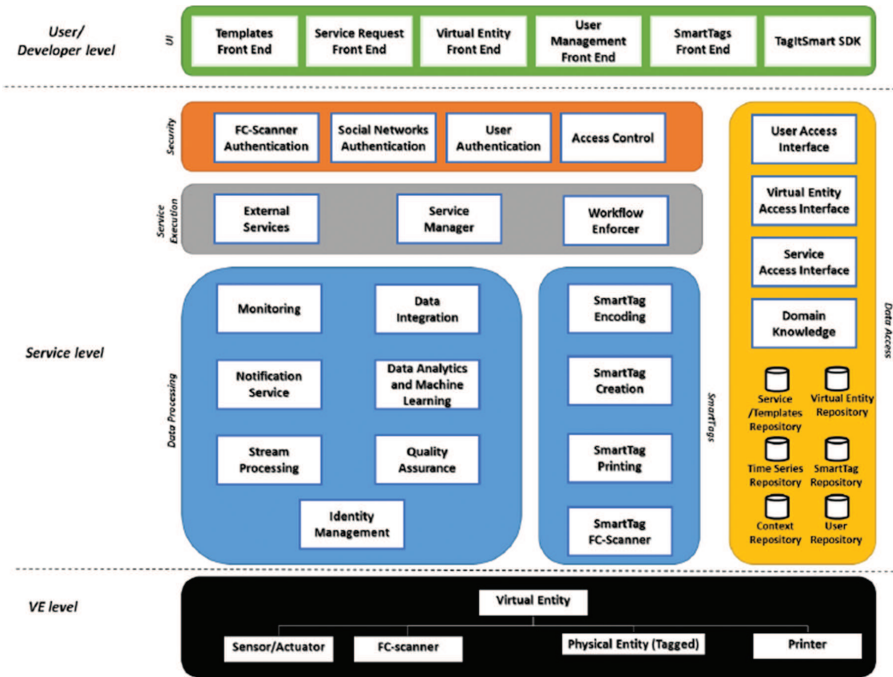 User/
Developer level
UI
Templates
Front End
Service Request
Front End
Virtual Entity
Front End
User
Management
Front End
SmartTags
Front End
TagItSmart SDK
Service level
Security
FC-Scanner
Authentication
Social Networks
Authentication
User
Authentication
Access Control
Service
Execution
External
Services
Service
Manager
Workflow
Enforcer
Data Processing
Monitoring
Data
Integration
Notification
Service
Data Analytics
and Machine
Learning
Stream
Processing
Quality
Assurance
Identity
Management
SmartTags
SmartTag
Encoding
SmartTag
Creation
SmartTag
Printing
SmartTag
FC-Scanner
Data Access
User Access
Interface
Virtual Entity
Access Interface
Service
Access Interface
Domain
Knowledge
Service
/Templates
Repository
Virtual Entity
Repository
Time Series
Repository
SmartTag
Repository
Context
Repository
User
Repository
VE level
Virtual Entity
Sensor/Actuator
FC-scanner
Physical Entity (Tagged)
Printer